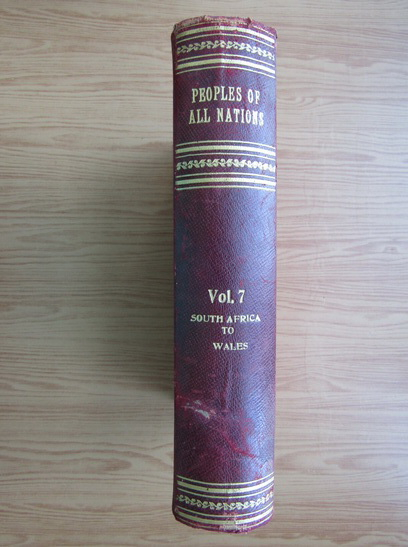 PEOPLES OF
ALL NATIONS
Vol. 7
SOUTH AFRICA
TO
WALES